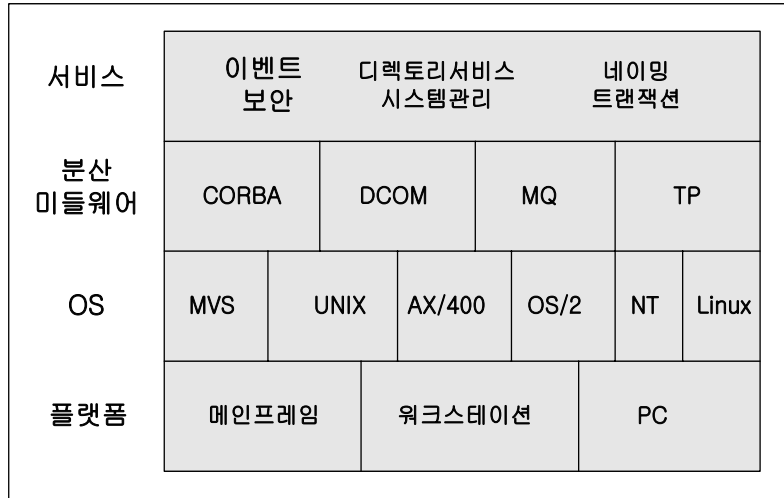 서비스
이벤트 디렉토리서비스 네이밍
보안 시스템관리 트랜잭션
분산
미들웨어
CORBA DCOM MQ TP
OS
MVS UNIX AX/400 OS/2 NT Linux
플랫폼
메인프레임 워크스테이션 PC